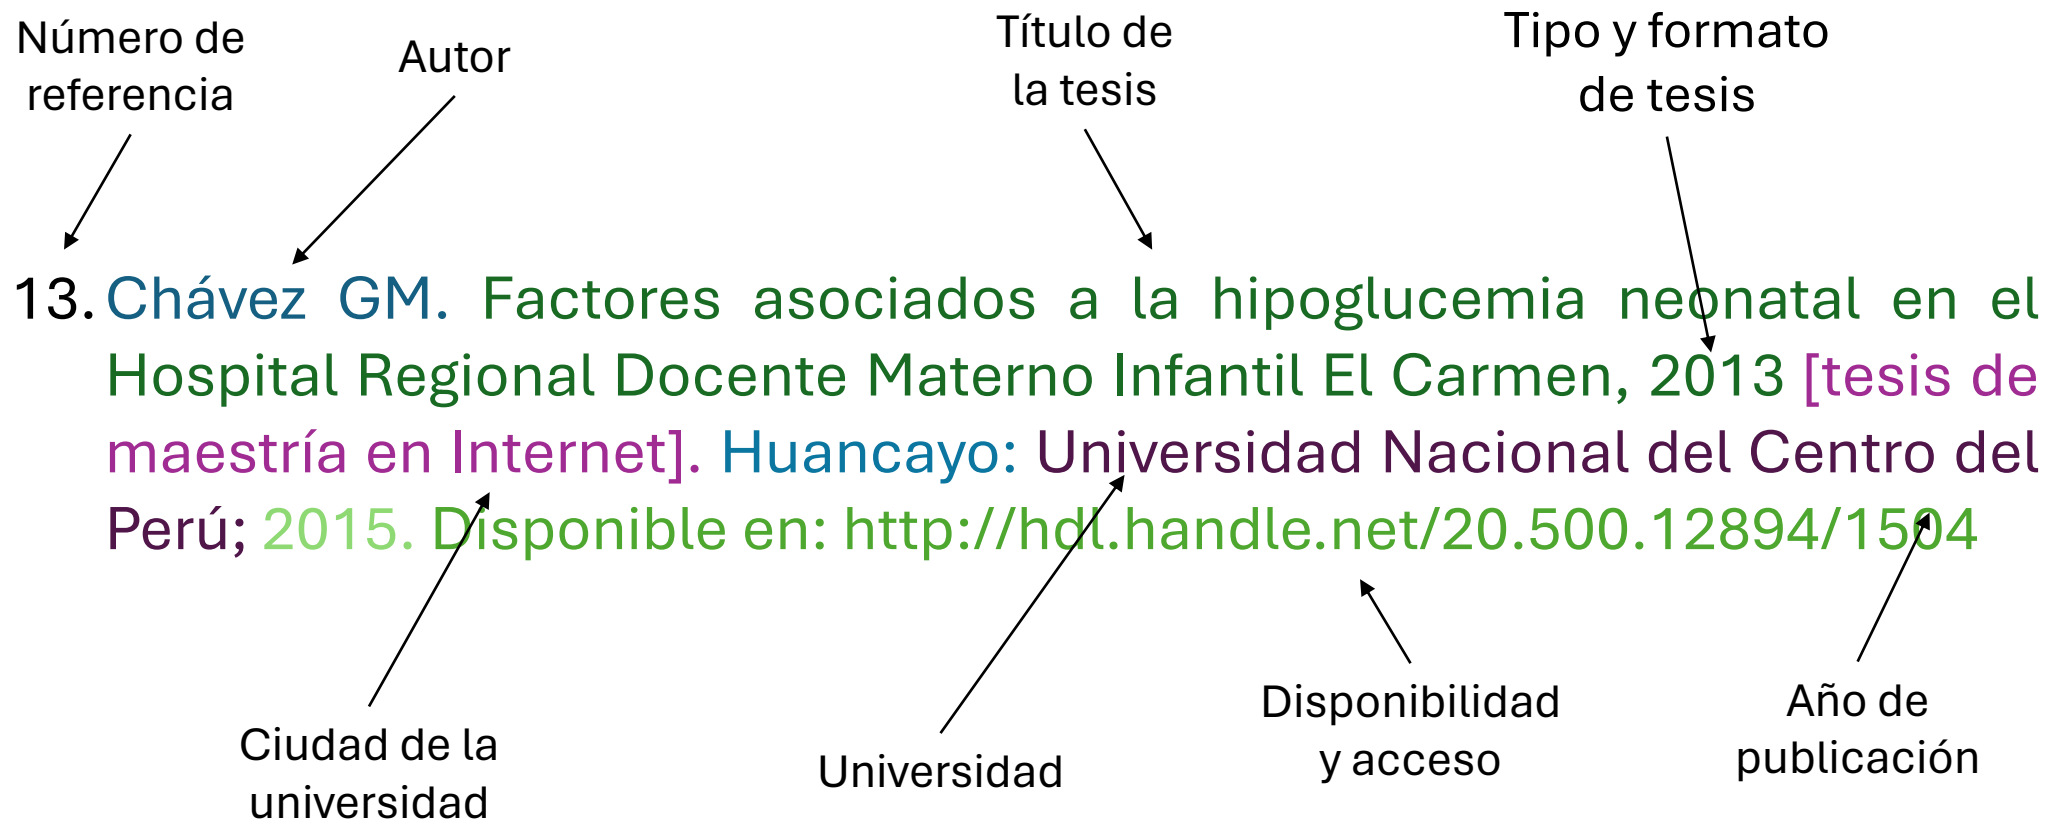 Número de
referencia
Autor
Título de
la tesis
Tipo y formato
de tesis
13. Chávez GM. Factores asociados a la hipoglucemia neonatal en el
Hospital Regional Docente Materno Infantil El Carmen, 2013 [tesis de
maestría en Internet]. Huancayo: Universidad Nacional del Centro del
Perú; 2015. Disponible en: http://hdl.handle.net/20.500.12894/1504
Ciudad de la
universidad
Universidad
Disponibilidad
y acceso
Año de
publicación